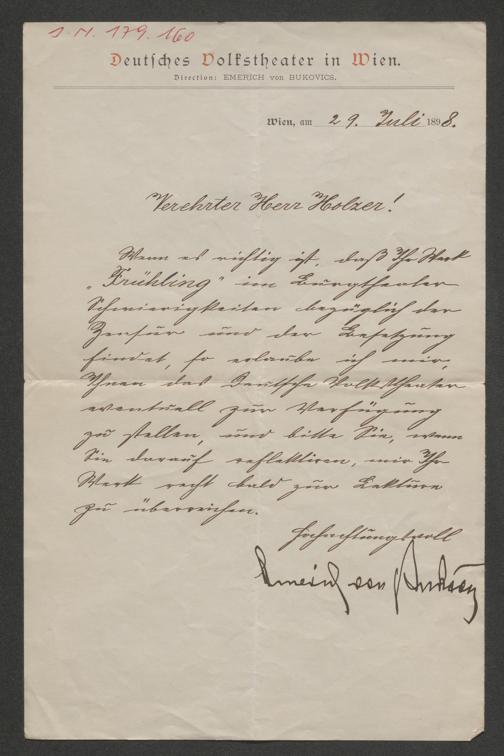 J. N. 179.160
Deutsches Volkstheater in Wien.
Direction: EMERICH von BUKOVICS.
Wien, am 29. Juli 1898.
Verehrter Herr Holzer!
Wenn es richtig ist, daß Ihr Werk
„Frühling" im Burgtheater
Schwierigkeiten bezüglich der
Zensur und der Besetzung
findet, so erlaube ich mir,
Ihnen das Deutsche Volkstheater
eventuell zur Verfügung
zu stellen, und bitte Sie, wenn
Sie darauf reflektiren, mir Ihr
Werk recht bald zur Lektüre
zu überreichen.
Hochachtungsvoll
Emerich von Bukovics